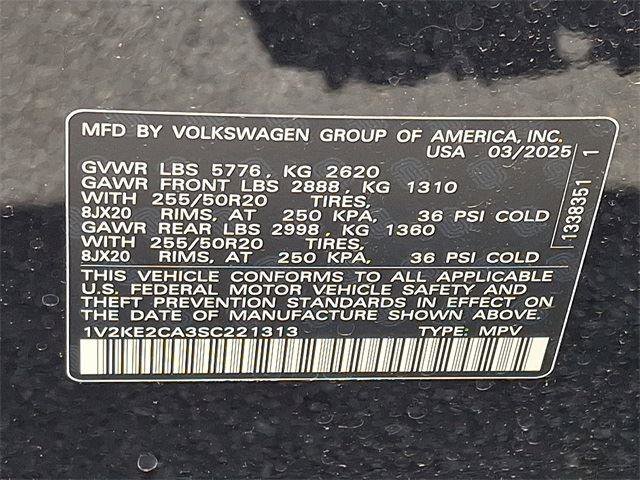 MFD BY VOLKSWAGEN GROUP OF AMERICA, INC.
USA 03/2025
GVWR LBS 5776, KG 2620
GAWR FRONT LBS 2888, KG 1310
WITH 255/50R20 TIRES,
8JX20 RIMS, AT 250 KPA, 36 PSI COLD
GAWR REAR LBS 2998, KG 1360
WITH 255/50R20 TIRES,
8JX20 RIMS, AT 250 KPA, 36 PSI COLD
THIS VEHICLE CONFORMS TO ALL APPLICABLE
U.S. FEDERAL MOTOR VEHICLE SAFETY AND
THEFT PREVENTION STANDARDS IN EFFECT ON
THE DATE OF MANUFACTURE SHOWN ABOVE.
1V2KE2CA3SC221313 TYPE: MPV
1338351 1